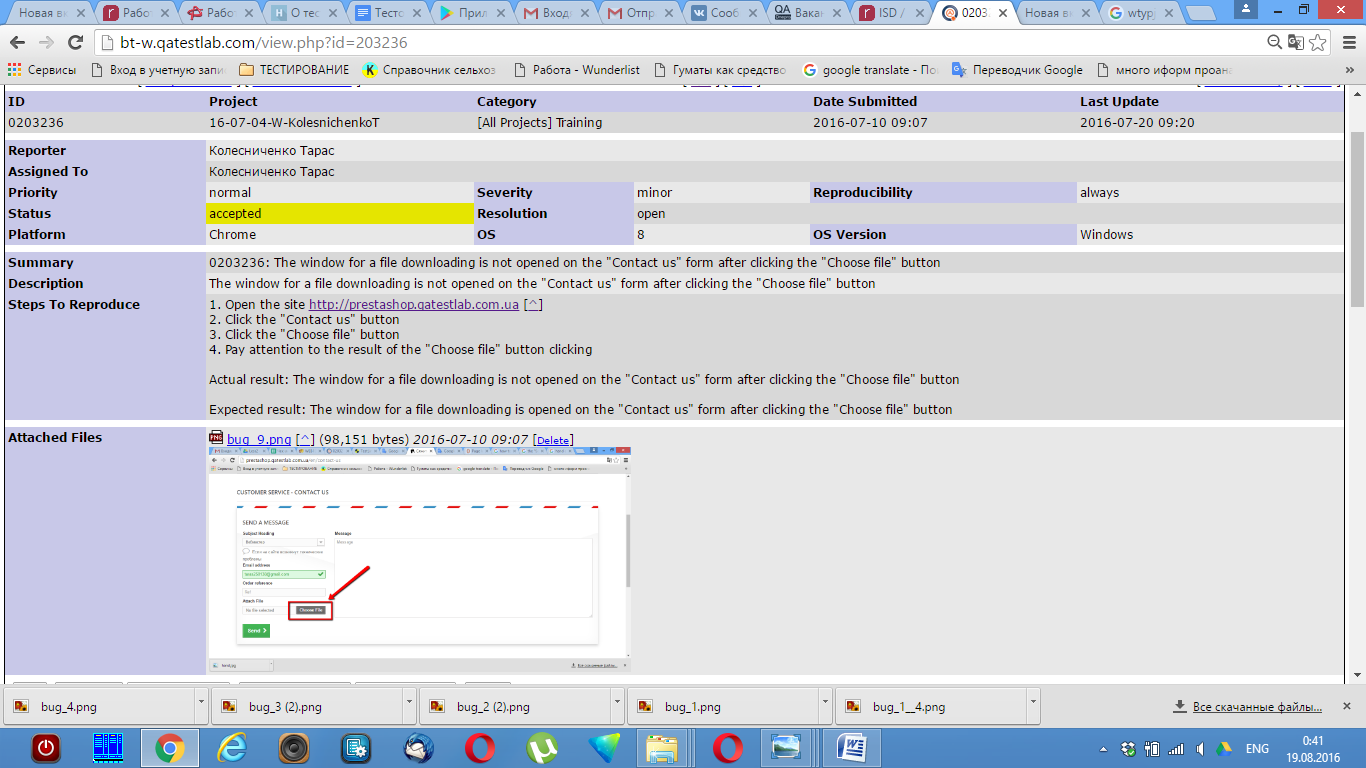 Новая вк
Работ
Работ
О тес
Тесто
Прил
Входя
Отпр
Сооб
Вакан
ISD
0203
Новая вк
wtyp
bt-w.qatestlab.com/view.php?id=203236
Сервисы
Вход в учетную запи
ТЕСТИРОВАНИЕ
Справочник сельхоз
Работа - Wunderlist
Гуматы как средство
google translate - По
Переводчик Google
много иформ проана
ID Project Category Date Submitted Last Update
0203236 16-07-04-W-KolesnichenkoT [All Projects] Training 2016-07-10 09:07 2016-07-20 09:20
Reporter Колесниченко Тарас
Assigned To Колесниченко Тарас
Priority normal Severity minor Reproducibility always
Status accepted Resolution open
Platform Chrome OS 8 OS Version Windows
Summary 0203236: The window for a file downloading is not opened on the "Contact us" form after clicking the "Choose file" button
Description The window for a file downloading is not opened on the "Contact us" form after clicking the "Choose file" button
Steps To Reproduce 1. Open the site http://prestashop.qatestlab.com.ua [^]
2. Click the "Contact us" button
3. Click the "Choose file" button
4. Pay attention to the result of the "Choose file" button clicking
Actual result: The window for a file downloading is not opened on the "Contact us" form after clicking the "Choose file" button
Expected result: The window for a file downloading is opened on the "Contact us" form after clicking the "Choose file" button
Attached Files bug_9.png [^] (98,151 bytes) 2016-07-10 09:07 [Delete]
CUSTOMER SERVICE - CONTACT US
SEND A MESSAGE
Subject Heading Message
Message
Email address
Order reference
Attach File
No file selected Choose File
Send
bug_4.png
bug_3 (2).png
bug_2 (2).png
bug_1.png
bug_1__4.png
Все скачанные файлы...
ENG
0:41
19.08.2016